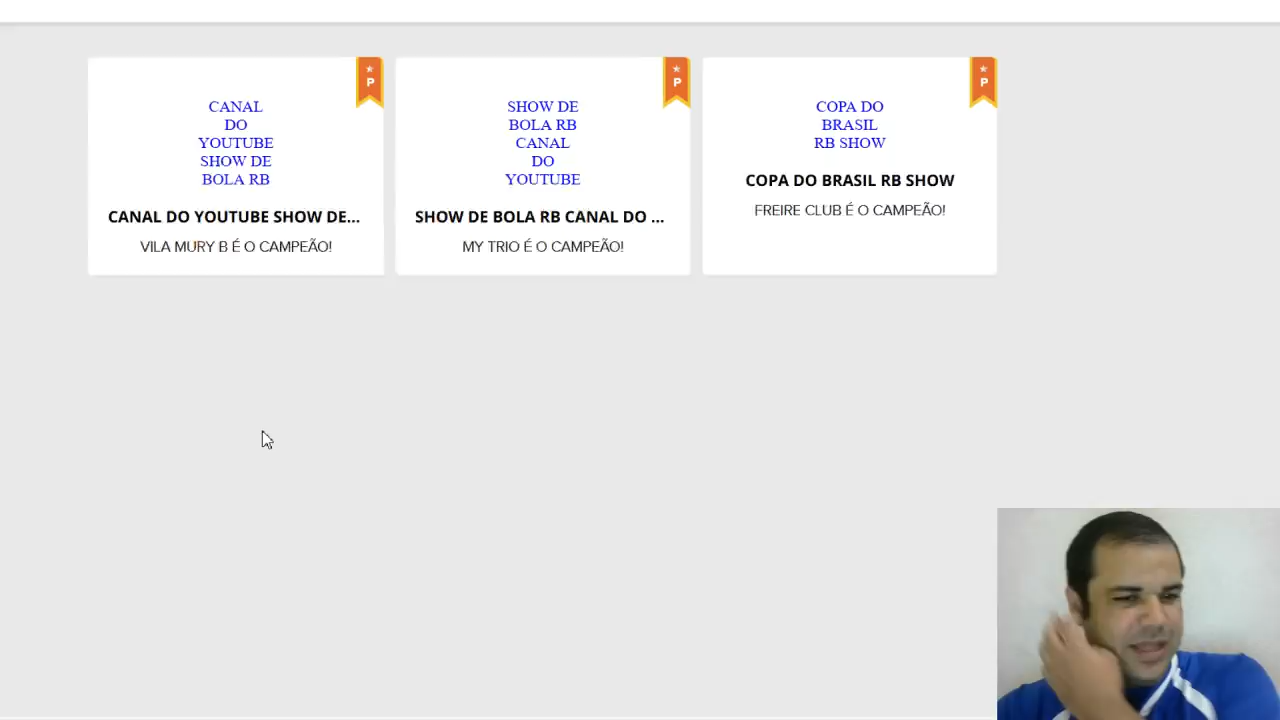 P
CANAL
DO
YOUTUBE
SHOW DE
BOLA RB
CANAL DO YOUTUBE SHOW DE...
VILA MURY B É O CAMPEÃO!
P
SHOW DE
BOLA RB
CANAL
DO
YOUTUBE
SHOW DE BOLA RB CANAL DO ...
MY TRIO É O CAMPEÃO!
P
COPA DO
BRASIL
RB SHOW
COPA DO BRASIL RB SHOW
FREIRE CLUB É O CAMPEÃO!